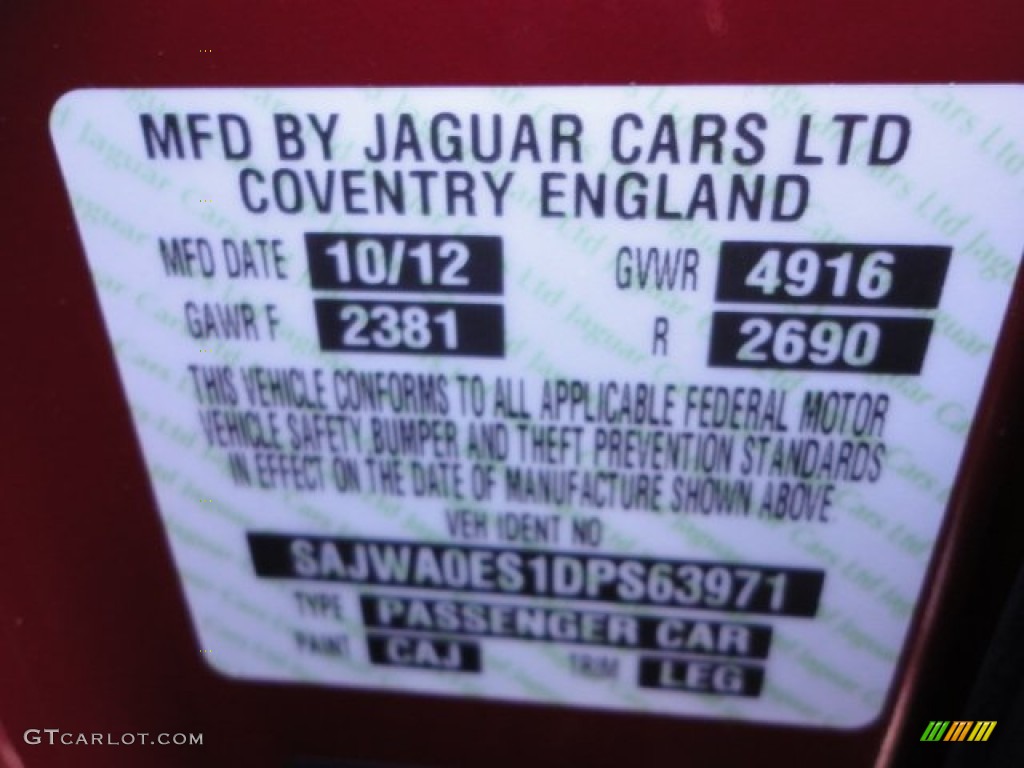 MFD BY JAGUAR CARS LTD
COVENTRY ENGLAND
MFD DATE 10/12 GVWR 4916
GAWR F 2381 R 2690
THIS VEHICLE CONFORMS TO ALL APPLICABLE FEDERAL MOTOR
VEHICLE SAFETY, BUMPER AND THEFT PREVENTION STANDARDS
IN EFFECT ON THE DATE OF MANUFACTURE SHOWN ABOVE
VEH IDENT NO
SAJWA0ES1DPS63971
TYPE PASSENGER CAR
PAINT CAJ TRIM LEG
GTCARLOT.COM